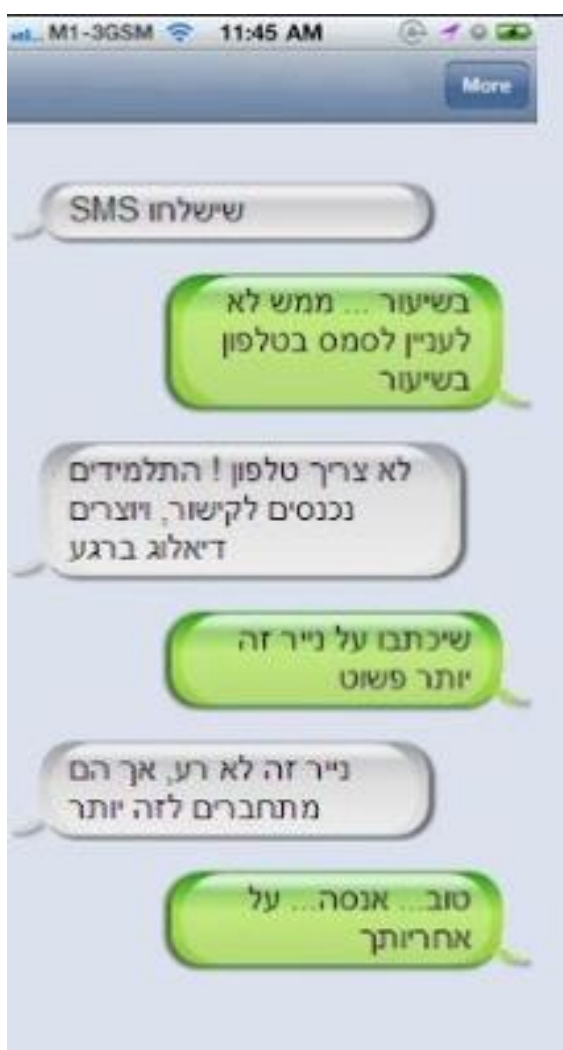 M1-3GSM 11:45 AM
More
שישלחו SMS
בשיעור ... ממש לא
לעניין לסמס בטלפון
בשיעור
לא צריך טלפון ! התלמידים
נכנסים לקישור, ויוצרים
דיאלוג ברגע
שיכתבו על נייר זה
יותר פשוט
נייר זה לא רע, אך הם
מתחברים לזה יותר
טוב... אנסה... על
אחריותך